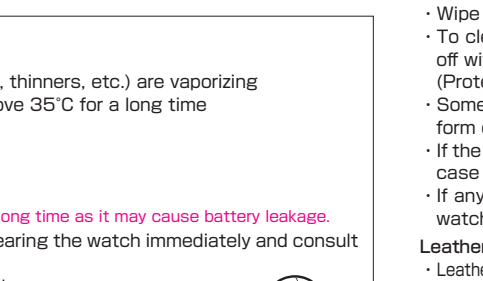 , thinners, etc.) are vaporizing
ove 35°C for a long time
ong time as it may cause battery leakage.
earing the watch immediately and consult
・Wipe
・To cle
off wi
(Prote
・Some
form
・If the
case
・If any
watch
Leather
・Leathe